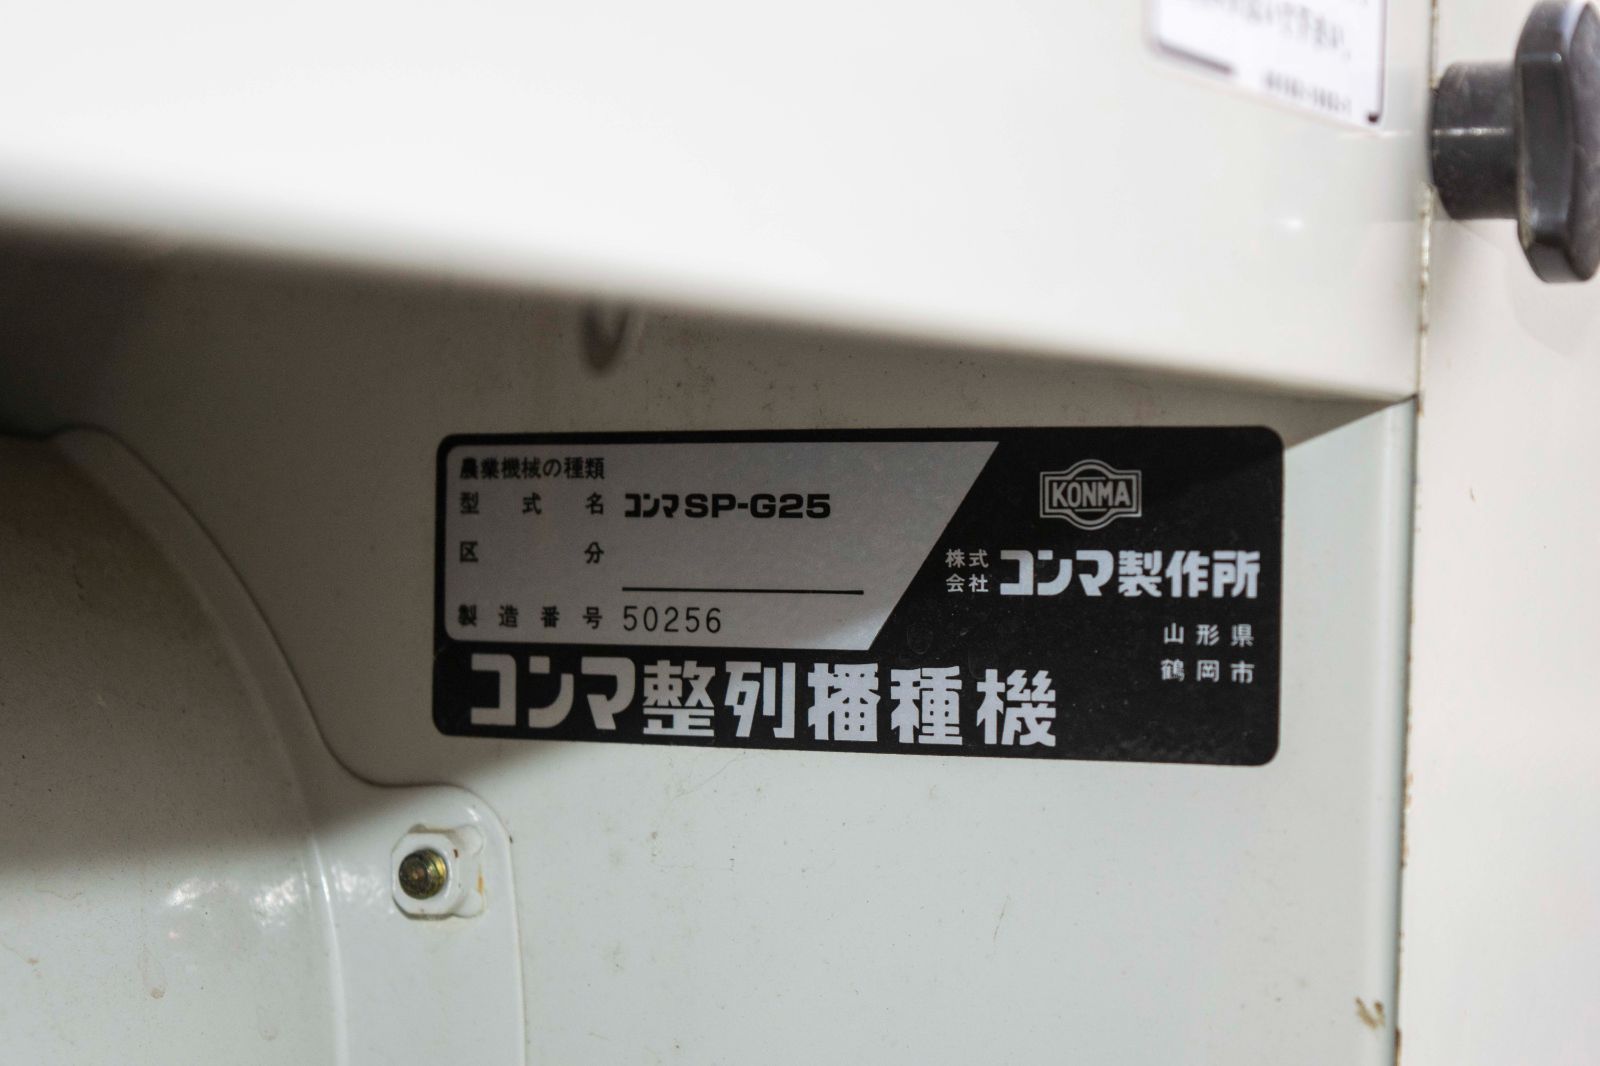 農業機械の種類
型式名 コンマSP-G25
区分
製造番号 50256
コンマ整列播種機
KONMA
株式会社 コンマ製作所
山形県
鶴岡市